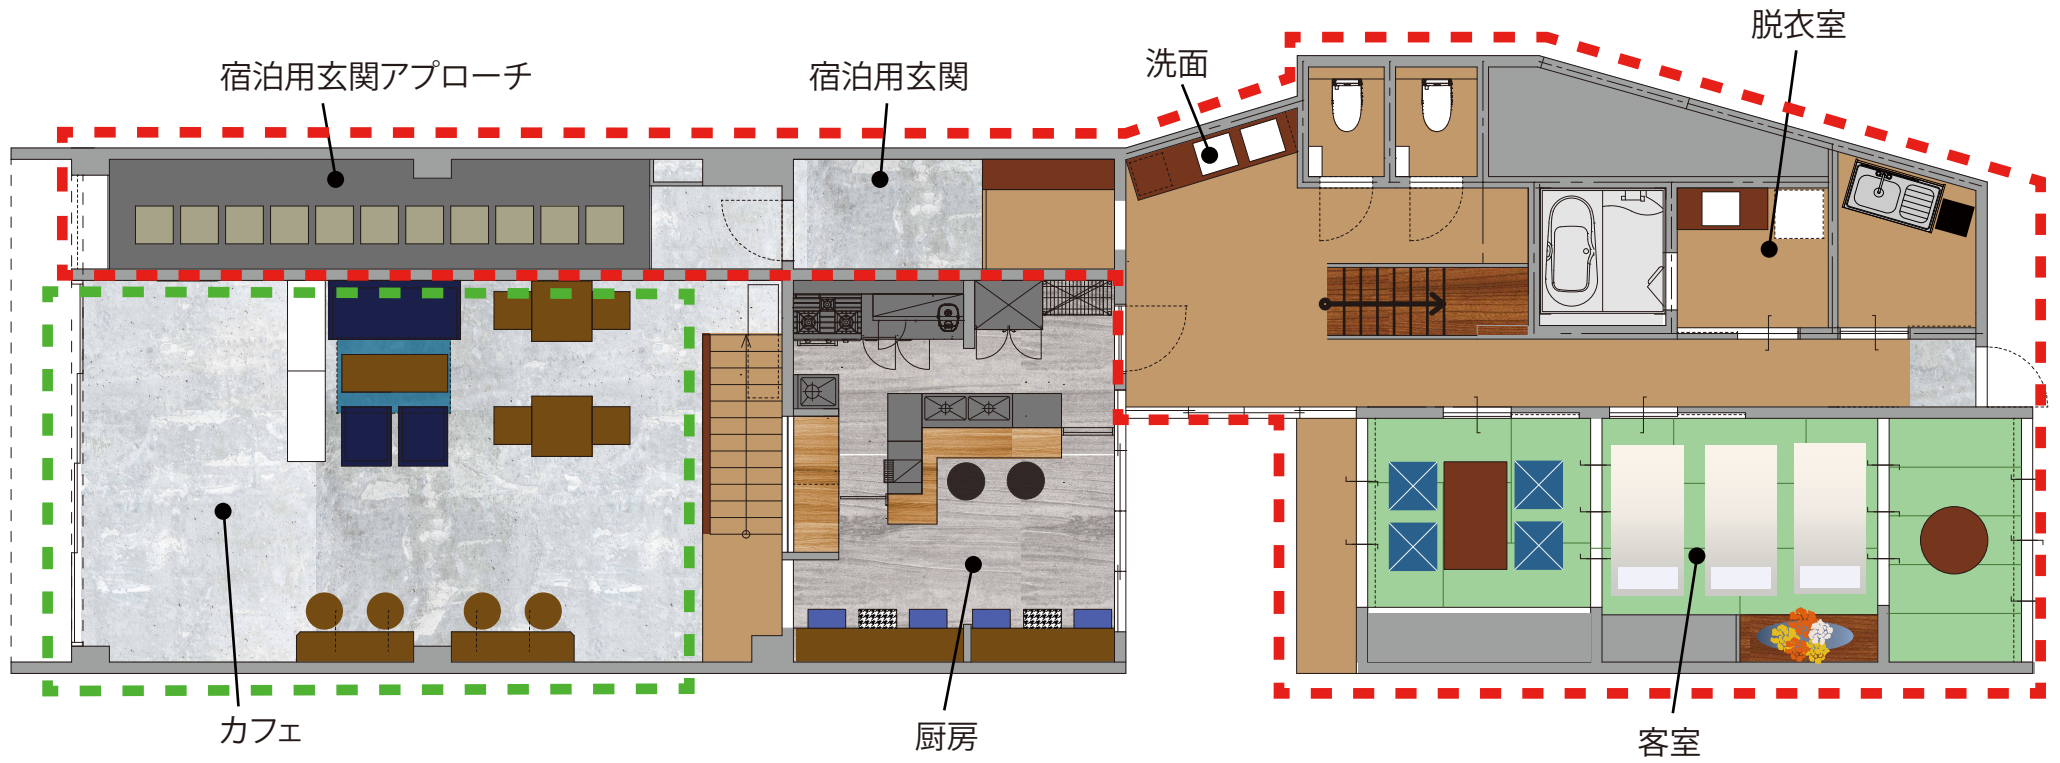 脱衣室
洗面
宿泊用玄関アプローチ
宿泊用玄関
カフェ
厨房
客室